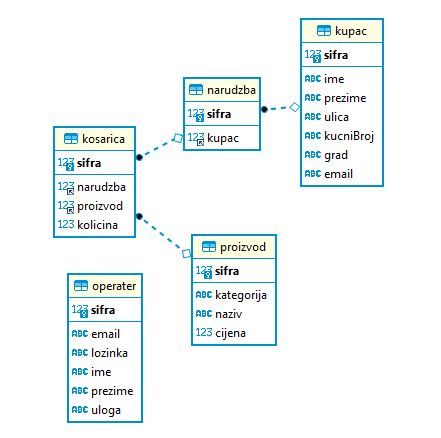 kupac
123 sifra
ABC ime
ABC prezime
ABC ulica
ABC kucniBroj
ABC grad
ABC email
narudzba
123 sifra
123 kupac
kosarica
123 sifra
123 narudzba
123 proizvod
123 kolicina
proizvod
123 sifra
ABC kategorija
ABC naziv
123 cijena
operater
123 sifra
ABC email
ABC lozinka
ABC ime
ABC prezime
ABC uloga